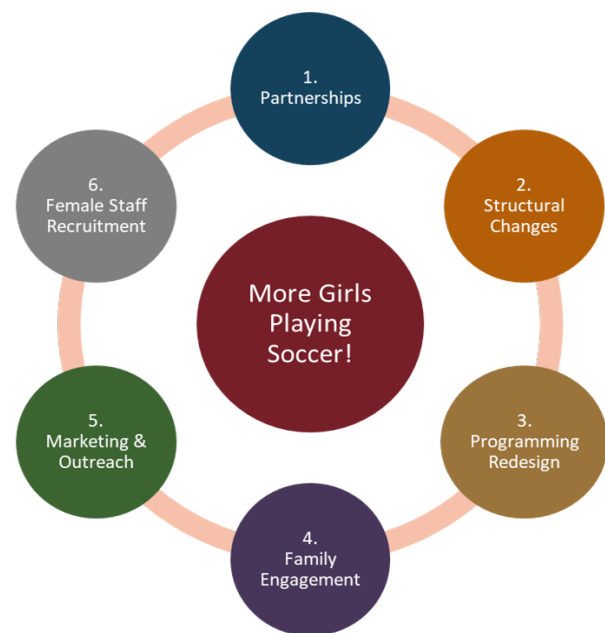 1.
Partnerships
2.
Structural
Changes
3.
Programming
Redesign
4.
Family
Engagement
5.
Marketing &
Outreach
6.
Female Staff
Recruitment
More Girls
Playing
Soccer!